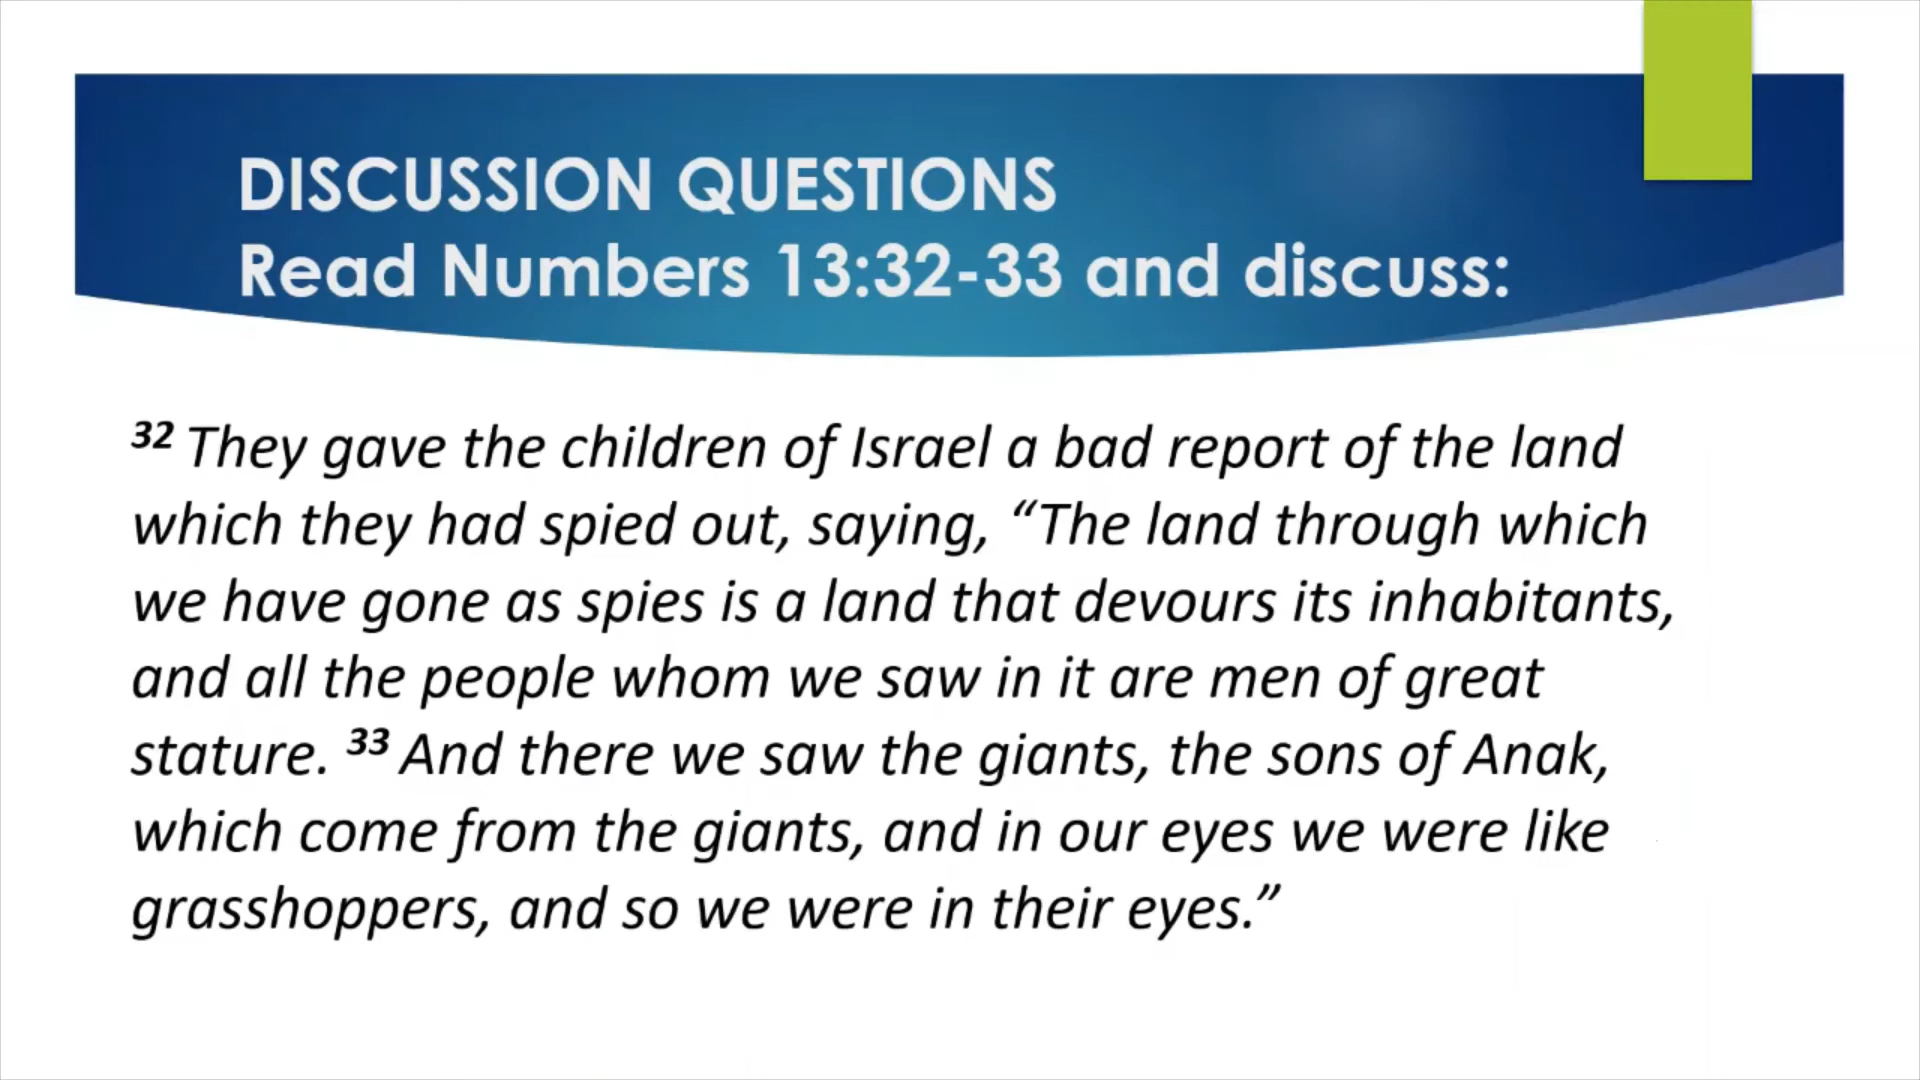 DISCUSSION QUESTIONS
Read Numbers 13:32-33 and discuss:
32 They gave the children of Israel a bad report of the land
which they had spied out, saying, “The land through which
we have gone as spies is a land that devours its inhabitants,
and all the people whom we saw in it are men of great
stature. 33 And there we saw the giants, the sons of Anak,
which come from the giants, and in our eyes we were like
grasshoppers, and so we were in their eyes.”